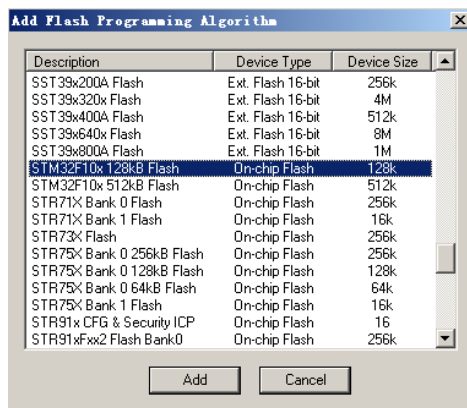 Add Flash Programming Algorithm
Description Device Type Device Size
SST39x200A Flash Ext. Flash 16-bit 256k
SST39x320x Flash Ext. Flash 16-bit 4M
SST39x400A Flash Ext. Flash 16-bit 512k
SST39x640x Flash Ext. Flash 16-bit 8M
SST39x800A Flash Ext. Flash 16-bit 1M
STM32F10x 128kB Flash On-chip Flash 128k
STM32F10x 512kB Flash On-chip Flash 512k
STR71X Bank 0 Flash On-chip Flash 256k
STR71X Bank 1 Flash On-chip Flash 16k
STR73X Flash On-chip Flash 256k
STR75X Bank 0 256kB Flash On-chip Flash 256k
STR75X Bank 0 128kB Flash On-chip Flash 128k
STR75X Bank 0 64kB Flash On-chip Flash 64k
STR75X Bank 1 Flash On-chip Flash 16k
STR91x CFG & Security ICP On-chip Flash 16
STR91xFxx2 Flash Bank0 On-chip Flash 256k
Add Cancel